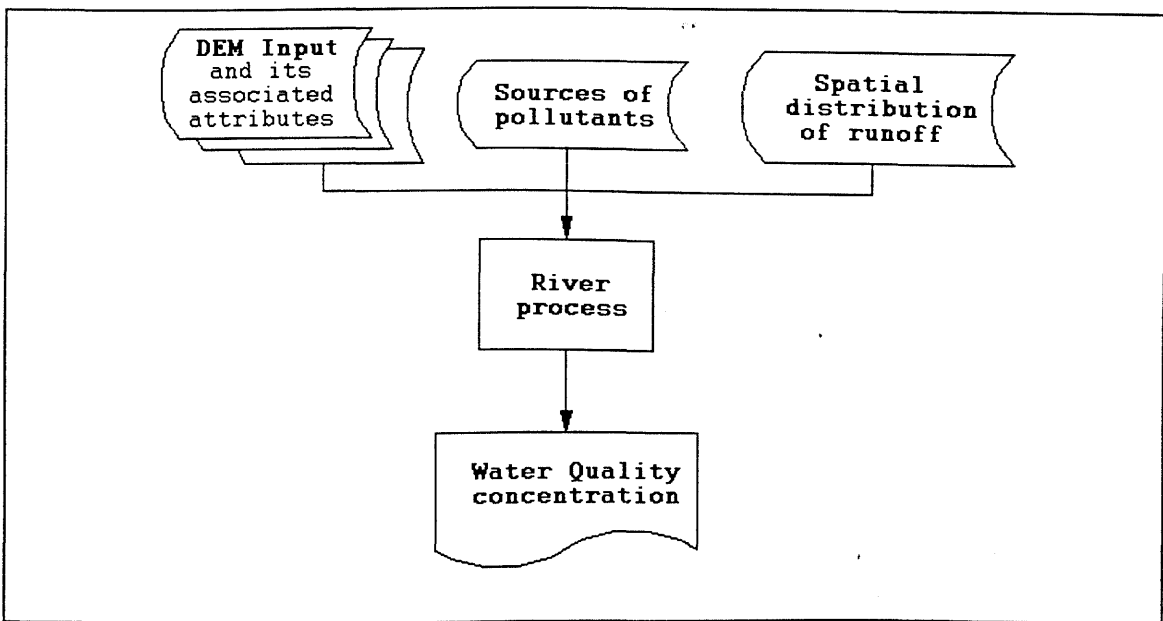 DEM Input
and its
associated
attributes
Sources of
pollutants
Spatial
distribution
of runoff
River
process
Water Quality
concentration